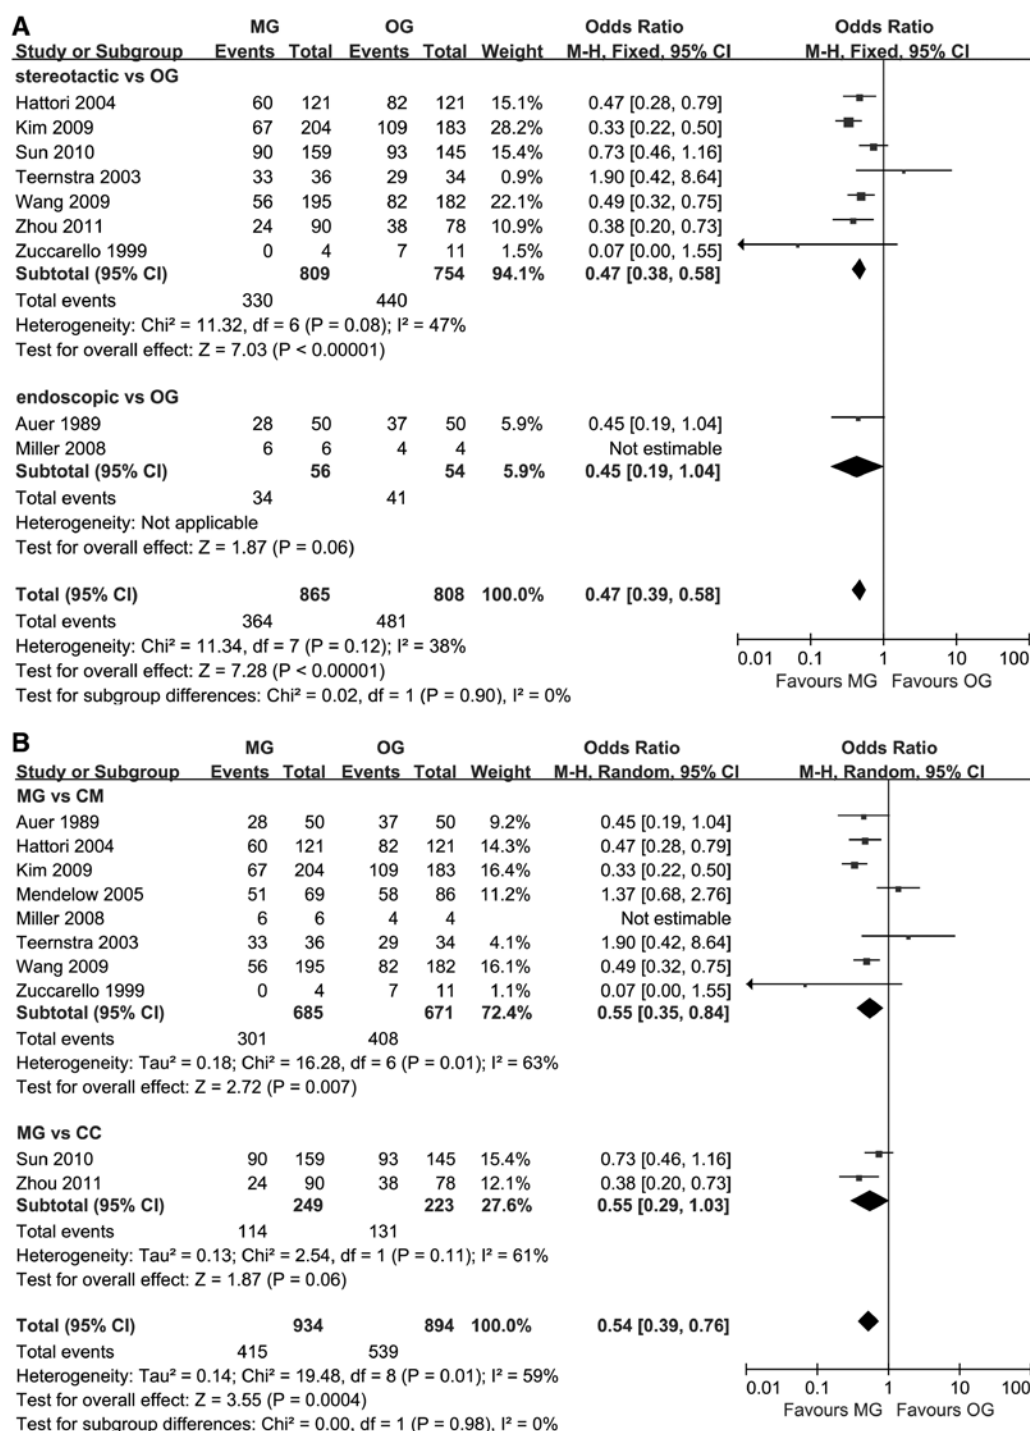 A
MG OG Odds Ratio Odds Ratio
Study or Subgroup Events Total Events Total Weight M-H, Fixed, 95% CI M-H, Fixed, 95% CI
stereotactic vs OG
Hattori 2004 60 121 82 121 15.1% 0.47 [0.28, 0.79]
Kim 2009 67 204 109 183 28.2% 0.33 [0.22, 0.50]
Sun 2010 90 159 93 145 15.4% 0.73 [0.46, 1.16]
Teernstra 2003 33 36 29 34 0.9% 1.90 [0.42, 8.64]
Wang 2009 56 195 82 182 22.1% 0.49 [0.32, 0.75]
Zhou 2011 24 90 38 78 10.9% 0.38 [0.20, 0.73]
Zuccarello 1999 0 4 7 11 1.5% 0.07 [0.00, 1.55]
Subtotal (95% CI) 809 754 94.1% 0.47 [0.38, 0.58]
Total events 330 440
Heterogeneity: Chi² = 11.32, df = 6 (P = 0.08); I² = 47%
Test for overall effect: Z = 7.03 (P < 0.00001)
endoscopic vs OG
Auer 1989 28 50 37 50 5.9% 0.45 [0.19, 1.04]
Miller 2008 6 6 4 4 Not estimable
Subtotal (95% CI) 56 54 5.9% 0.45 [0.19, 1.04]
Total events 34 41
Heterogeneity: Not applicable
Test for overall effect: Z = 1.87 (P = 0.06)
Total (95% CI) 865 808 100.0% 0.47 [0.39, 0.58]
Total events 364 481
Heterogeneity: Chi² = 11.34, df = 7 (P = 0.12); I² = 38%
Test for overall effect: Z = 7.28 (P < 0.00001)
Test for subgroup differences: Chi² = 0.02, df = 1 (P = 0.90), I² = 0%
0.01 0.1 1 10 100
Favours MG Favours OG
B
MG OG Odds Ratio Odds Ratio
Study or Subgroup Events Total Events Total Weight M-H, Random, 95% CI M-H, Random, 95% CI
MG vs CM
Auer 1989 28 50 37 50 9.2% 0.45 [0.19, 1.04]
Hattori 2004 60 121 82 121 14.3% 0.47 [0.28, 0.79]
Kim 2009 67 204 109 183 16.4% 0.33 [0.22, 0.50]
Mendelow 2005 51 69 58 86 11.2% 1.37 [0.68, 2.76]
Miller 2008 6 6 4 4 Not estimable
Teernstra 2003 33 36 29 34 4.1% 1.90 [0.42, 8.64]
Wang 2009 56 195 82 182 16.1% 0.49 [0.32, 0.75]
Zuccarello 1999 0 4 7 11 1.1% 0.07 [0.00, 1.55]
Subtotal (95% CI) 685 671 72.4% 0.55 [0.35, 0.84]
Total events 301 408
Heterogeneity: Tau² = 0.18; Chi² = 16.28, df = 6 (P = 0.01); I² = 63%
Test for overall effect: Z = 2.72 (P = 0.007)
MG vs CC
Sun 2010 90 159 93 145 15.4% 0.73 [0.46, 1.16]
Zhou 2011 24 90 38 78 12.1% 0.38 [0.20, 0.73]
Subtotal (95% CI) 249 223 27.6% 0.55 [0.29, 1.03]
Total events 114 131
Heterogeneity: Tau² = 0.13; Chi² = 2.54, df = 1 (P = 0.11); I² = 61%
Test for overall effect: Z = 1.87 (P = 0.06)
Total (95% CI) 934 894 100.0% 0.54 [0.39, 0.76]
Total events 415 539
Heterogeneity: Tau² = 0.14; Chi² = 19.48, df = 8 (P = 0.01); I² = 59%
Test for overall effect: Z = 3.55 (P = 0.0004)
Test for subgroup differences: Chi² = 0.00, df = 1 (P = 0.98), I² = 0%
0.01 0.1 1 10 100
Favours MG Favours OG